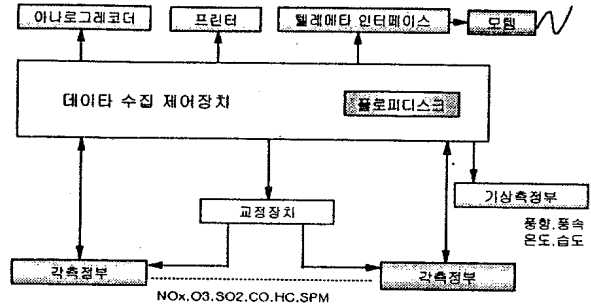 아나로그레코더
프린터
텔레메타 인터페이스
모뎀
데이타 수집 제어장치
플로피디스크
교정장치
기상측정부
풍향.풍속
온도.습도
각측정부
각측정부
NOx.O3.SO2.CO.HC.SPM